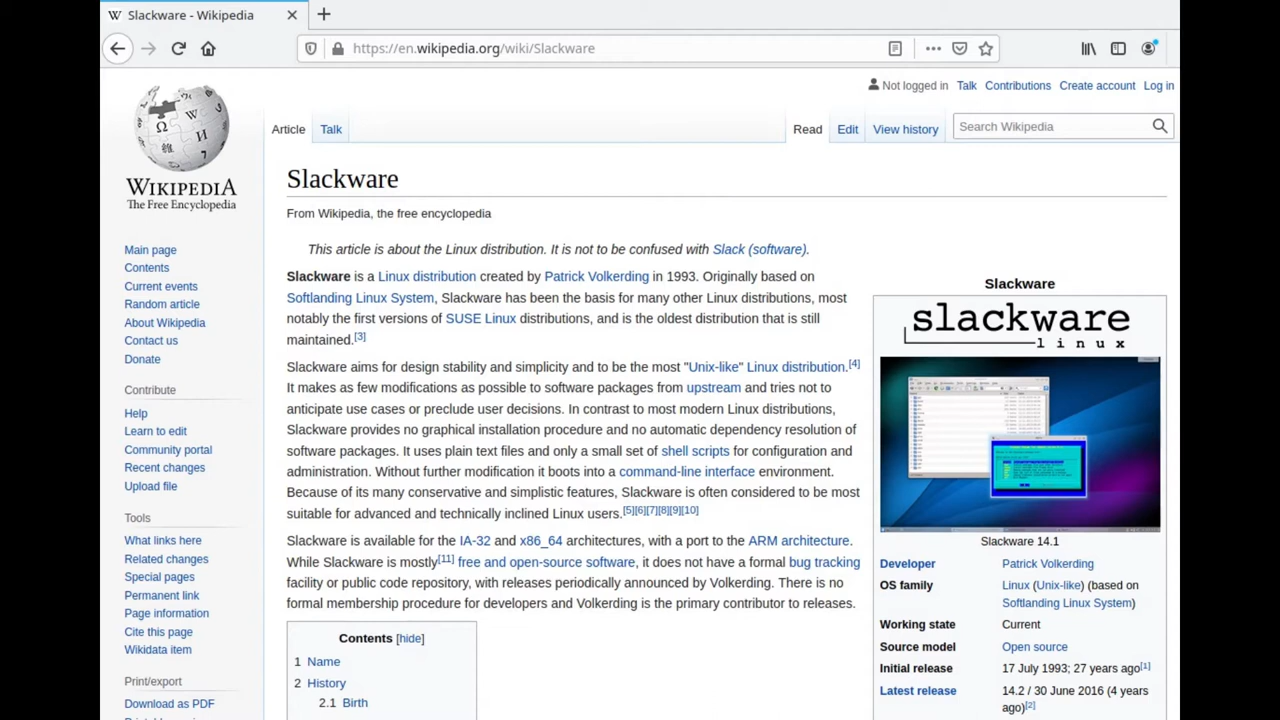 Slackware - Wikipedia
https://en.wikipedia.org/wiki/Slackware
Not logged in Talk Contributions Create account Log in
Article Talk Read Edit View history Search Wikipedia
WIKIPEDIA
The Free Encyclopedia
Main page
Contents
Current events
Random article
About Wikipedia
Contact us
Donate
Contribute
Help
Learn to edit
Community portal
Recent changes
Upload file
Tools
What links here
Related changes
Special pages
Permanent link
Page information
Cite this page
Wikidata item
Print/export
Download as PDF
Slackware
From Wikipedia, the free encyclopedia
This article is about the Linux distribution. It is not to be confused with Slack (software).
Slackware is a Linux distribution created by Patrick Volkerding in 1993. Originally based on
Softlanding Linux System, Slackware has been the basis for many other Linux distributions, most
notably the first versions of SUSE Linux distributions, and is the oldest distribution that is still
maintained.[3]
Slackware aims for design stability and simplicity and to be the most "Unix-like" Linux distribution.[4]
It makes as few modifications as possible to software packages from upstream and tries not to
anticipate use cases or preclude user decisions. In contrast to most modern Linux distributions,
Slackware provides no graphical installation procedure and no automatic dependency resolution of
software packages. It uses plain text files and only a small set of shell scripts for configuration and
administration. Without further modification it boots into a command-line interface environment.
Because of its many conservative and simplistic features, Slackware is often considered to be most
suitable for advanced and technically inclined Linux users.[5][6][7][8][9][10]
Slackware is available for the IA-32 and x86_64 architectures, with a port to the ARM architecture.
While Slackware is mostly[11] free and open-source software, it does not have a formal bug tracking
facility or public code repository, with releases periodically announced by Volkerding. There is no
formal membership procedure for developers and Volkerding is the primary contributor to releases.
Contents [hide]
1 Name
2 History
2.1 Birth
Slackware
slackware
linux
Slackware 14.1
Developer Patrick Volkerding
OS family Linux (Unix-like) (based on
Softlanding Linux System)
Working state Current
Source model Open source
Initial release 17 July 1993; 27 years ago[1]
Latest release 14.2 / 30 June 2016 (4 years
ago)[2]